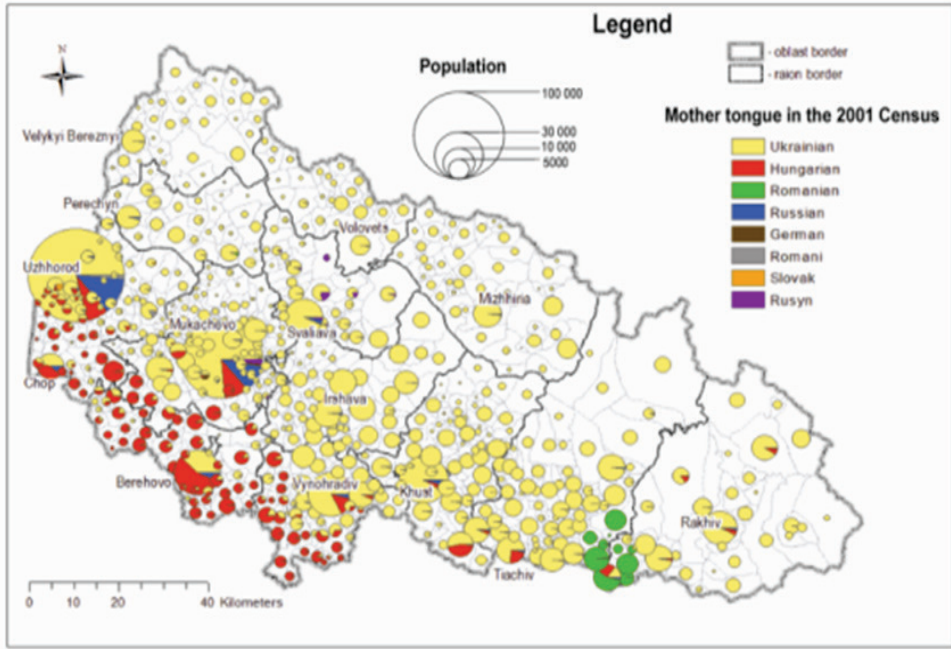 Legend
N
Population
- oblast border
- raion border
100 000
30 000
10 000
5000
Mother tongue in the 2001 Census
Ukrainian
Hungarian
Romanian
Russian
German
Romani
Slovak
Rusyn
Velykyi Bereznyi
Perechyn
Volovets
Uzhhorod
Mizhhiria
Mukachevo
Svaliava
Chop
Irshava
Berehovo
Vynohradiv
Khust
Rakhiv
Tiachiv
0 10 20 40 Kilometers